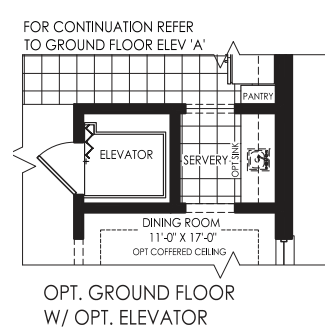 FOR CONTINUATION REFER
TO GROUND FLOOR ELEV 'A'
PANTRY
ELEVATOR
SERVERY
OPT SINK
DINING ROOM
11'-0" X 17'-0"
OPT COFFERED CEILING
OPT. GROUND FLOOR
W/ OPT. ELEVATOR